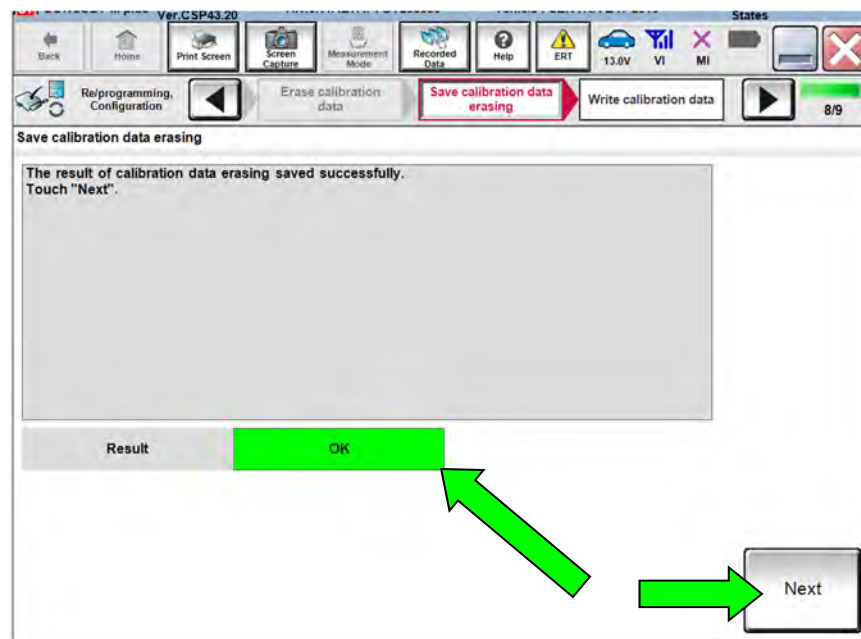 Ver.CSP43.20
States
Back
Home
Print Screen
Screen
Capture
Measurement
Mode
Recorded
Data
Help
ERT
13.0V
VI
MI
Re/programming,
Configuration
Erase calibration
data
Save calibration data
erasing
Write calibration data
8/9
Save calibration data erasing
The result of calibration data erasing saved successfully.
Touch "Next".
Result
OK
Next